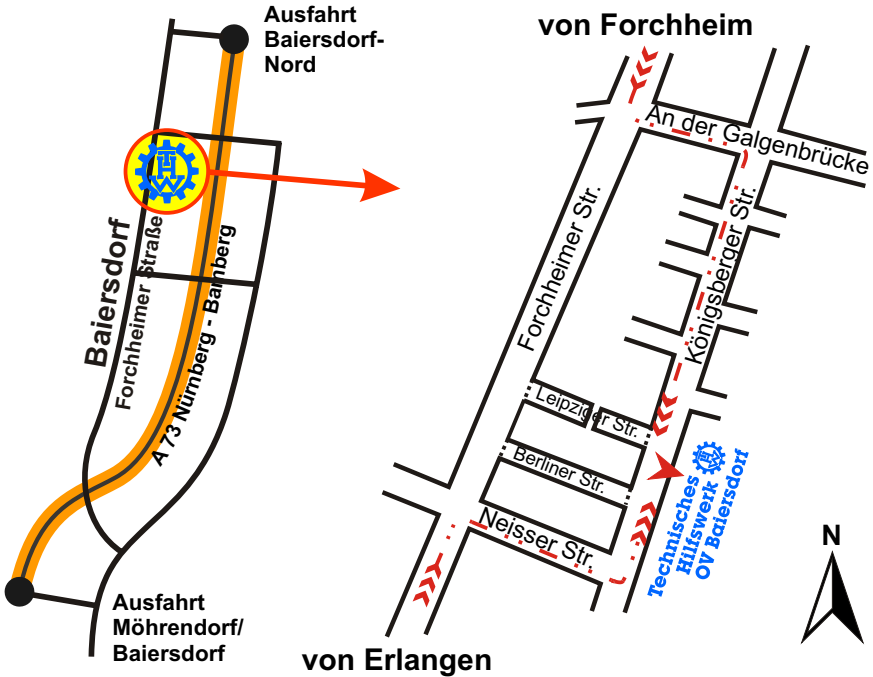 Ausfahrt
Baiersdorf-
Nord
THW
Baiersdorf
Forchheimer Straße
A 73 Nürnberg - Bamberg
Ausfahrt
Möhrendorf/
Baiersdorf
von Forchheim
An der Galgenbrücke
Forchheimer Str.
Königsberger Str.
Leipziger Str.
Berliner Str.
Neisser Str.
Technisches
Hilfswerk
OV Baiersdorf
von Erlangen
N